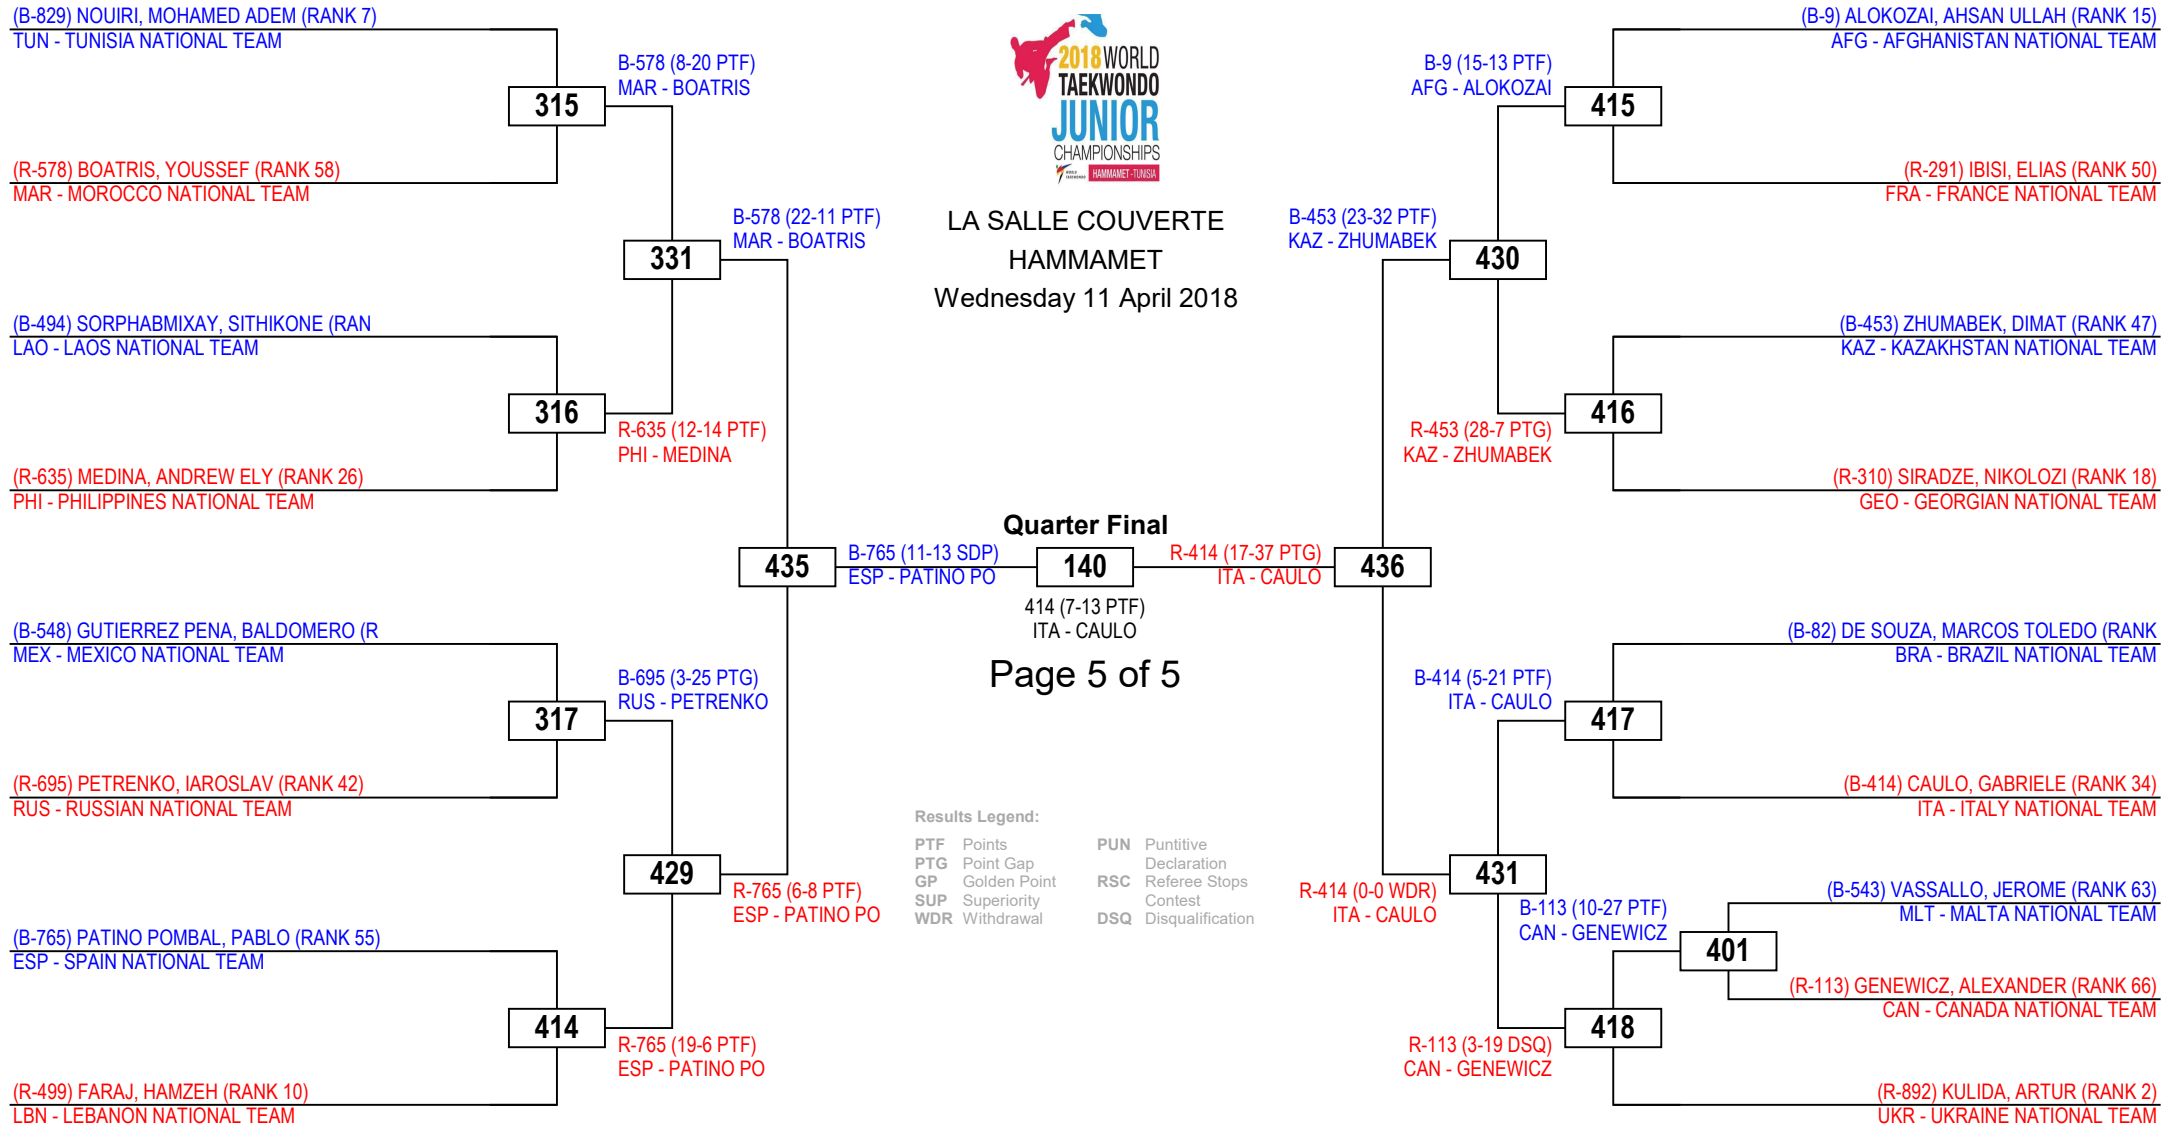 (B-829) NOUIRI, MOHAMED ADEM (RANK 7)
TUN - TUNISIA NATIONAL TEAM
B-578 (8-20 PTF)
MAR - BOATRIS
315
(R-578) BOATRIS, YOUSSEF (RANK 58)
MAR - MOROCCO NATIONAL TEAM
B-578 (22-11 PTF)
MAR - BOATRIS
331
(B-494) SORPHABMIXAY, SITHIKONE (RAN
LAO - LAOS NATIONAL TEAM
316
R-635 (12-14 PTF)
PHI - MEDINA
(R-635) MEDINA, ANDREW ELY (RANK 26)
PHI - PHILIPPINES NATIONAL TEAM
435
B-765 (11-13 SDP)
ESP - PATINO PO
(B-548) GUTIERREZ PENA, BALDOMERO (R
MEX - MEXICO NATIONAL TEAM
B-695 (3-25 PTG)
RUS - PETRENKO
317
(R-695) PETRENKO, IAROSLAV (RANK 42)
RUS - RUSSIAN NATIONAL TEAM
429
R-765 (6-8 PTF)
ESP - PATINO PO
(B-765) PATINO POMBAL, PABLO (RANK 55)
ESP - SPAIN NATIONAL TEAM
414
R-765 (19-6 PTF)
ESP - PATINO PO
(R-499) FARAJ, HAMZEH (RANK 10)
LBN - LEBANON NATIONAL TEAM
2018 WORLD
TAEKWONDO
JUNIOR
CHAMPIONSHIPS
WORLD
TAEKWONDO
HAMMAMET - TUNISIA
LA SALLE COUVERTE
HAMMAMET
Wednesday 11 April 2018
Quarter Final
140
414 (7-13 PTF)
ITA - CAULO
Page 5 of 5
Results Legend:
PTF Points
PTG Point Gap
GP Golden Point
SUP Superiority
WDR Withdrawal
PUN Puntitive
Declaration
RSC Referee Stops
Contest
DSQ Disqualification
(B-9) ALOKOZAI, AHSAN ULLAH (RANK 15)
AFG - AFGHANISTAN NATIONAL TEAM
B-9 (15-13 PTF)
AFG - ALOKOZAI
415
(R-291) IBISI, ELIAS (RANK 50)
FRA - FRANCE NATIONAL TEAM
B-453 (23-32 PTF)
KAZ - ZHUMABEK
430
(B-453) ZHUMABEK, DIMAT (RANK 47)
KAZ - KAZAKHSTAN NATIONAL TEAM
416
R-453 (28-7 PTG)
KAZ - ZHUMABEK
(R-310) SIRADZE, NIKOLOZI (RANK 18)
GEO - GEORGIAN NATIONAL TEAM
R-414 (17-37 PTG)
ITA - CAULO
436
(B-82) DE SOUZA, MARCOS TOLEDO (RANK
BRA - BRAZIL NATIONAL TEAM
B-414 (5-21 PTF)
ITA - CAULO
417
(B-414) CAULO, GABRIELE (RANK 34)
ITA - ITALY NATIONAL TEAM
431
R-414 (0-0 WDR)
ITA - CAULO
(B-543) VASSALLO, JEROME (RANK 63)
MLT - MALTA NATIONAL TEAM
B-113 (10-27 PTF)
CAN - GENEWICZ
401
(R-113) GENEWICZ, ALEXANDER (RANK 66)
CAN - CANADA NATIONAL TEAM
418
R-113 (3-19 DSQ)
CAN - GENEWICZ
(R-892) KULIDA, ARTUR (RANK 2)
UKR - UKRAINE NATIONAL TEAM